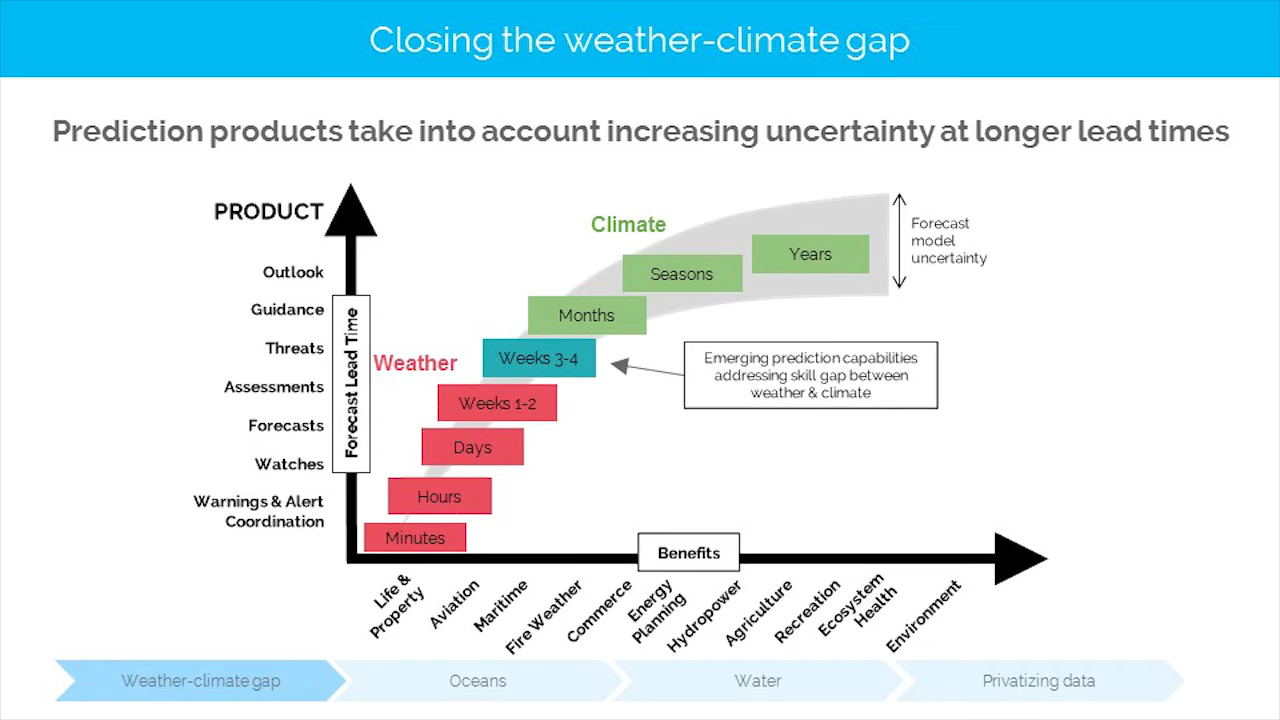 Closing the weather-climate gap
Prediction products take into account increasing uncertainty at longer lead times
PRODUCT
Outlook
Guidance
Threats
Assessments
Forecasts
Watches
Warnings & Alert
Coordination
Forecast Lead Time
Climate
Weather
Years
Seasons
Months
Weeks 3-4
Weeks 1-2
Days
Hours
Minutes
Forecast
model
uncertainty
Emerging prediction capabilities
addressing skill gap between
weather & climate
Benefits
Life &
Property
Aviation
Maritime
Fire Weather
Commerce
Energy
Planning
Hydropower
Agriculture
Recreation
Ecosystem
Health
Environment
Weather-climate gap
Oceans
Water
Privatizing data